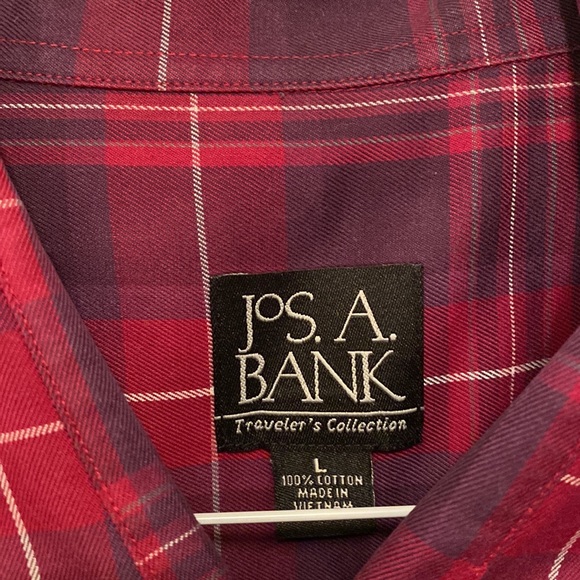 JOS. A.
BANK
Traveler's Collection
L
100% COTTON
MADE IN
VIETNAM